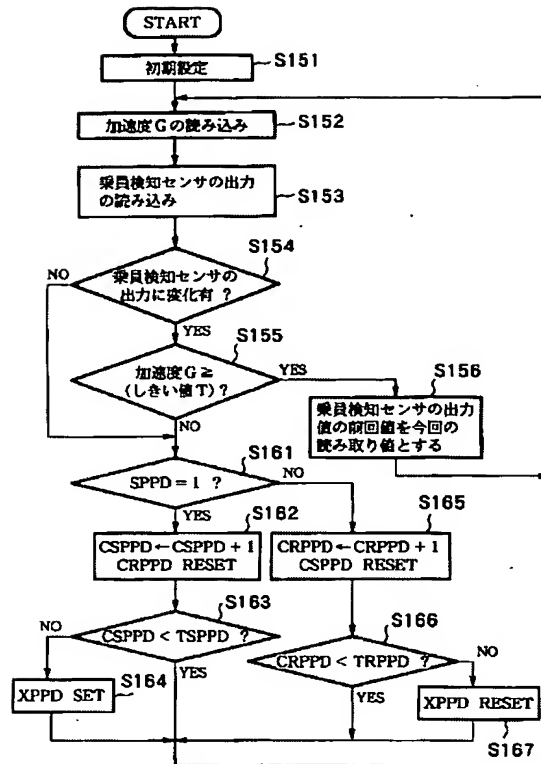 START
初期設定
S151
加速度Gの読み込み
S152
乗員検知センサの出力
の読み込み
S153
S154
NO
乗員検知センサの
出力に変化有 ?
YES
S155
加速度G≧
(しきい値T)?
YES
NO
S156
乗員検知センサの出力
値の前回値を今回の
読み取り値とする
S161
SPPD = 1 ?
NO
YES
S162
CSPPD ← CSPPD + 1
CRPPD RESET
S165
CRPPD ← CRPPD + 1
CSPPD RESET
S163
NO
CSPPD < TSPPD ?
YES
S166
CRPPD < TRPPD ?
NO
YES
XPPD SET
S164
XPPD RESET
S167